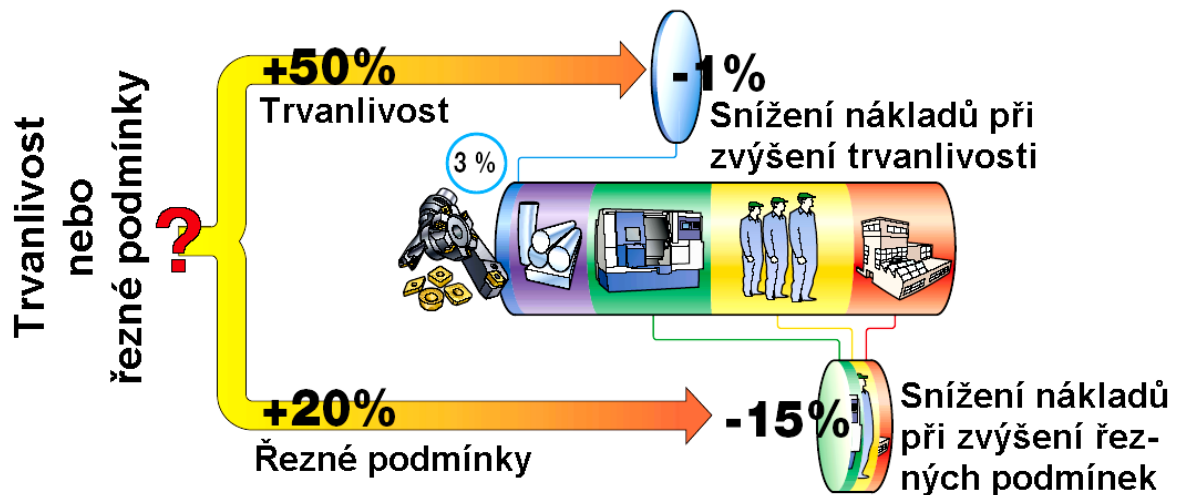 Trvanlivost
nebo
řezné podmínky
?
+50%
Trvanlivost
-1%
Snížení nákladů při
zvýšení trvanlivosti
3 %
+20%
Řezné podmínky
-15%
Snížení nákladů
při zvýšení řez-
ných podmínek